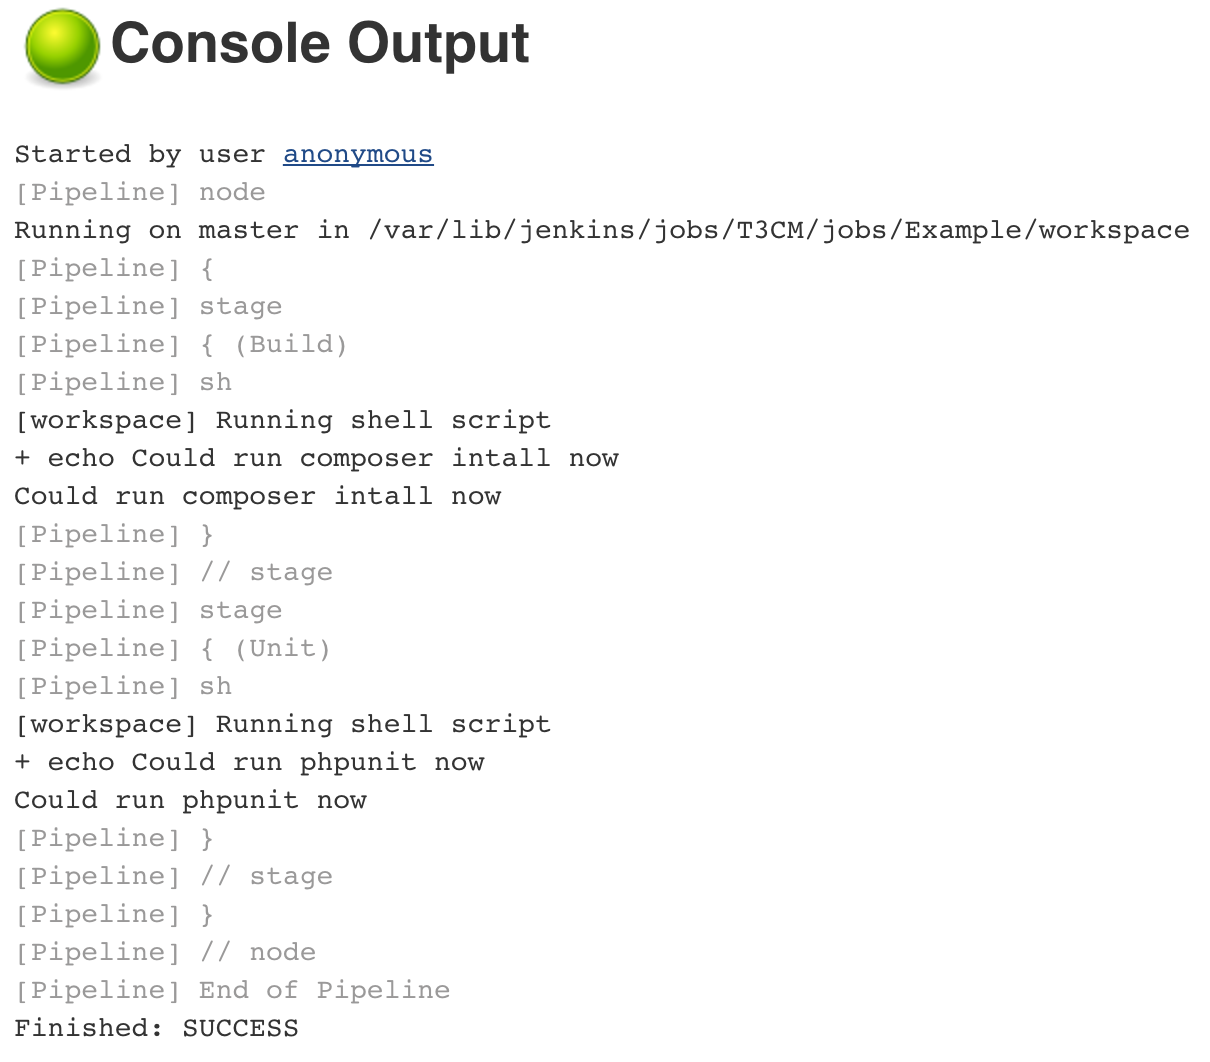 Console Output
Started by user anonymous
[Pipeline] node
Running on master in /var/lib/jenkins/jobs/T3CM/jobs/Example/workspace
[Pipeline] {
[Pipeline] stage
[Pipeline] { (Build)
[Pipeline] sh
[workspace] Running shell script
+ echo Could run composer intall now
Could run composer intall now
[Pipeline] }
[Pipeline] // stage
[Pipeline] stage
[Pipeline] { (Unit)
[Pipeline] sh
[workspace] Running shell script
+ echo Could run phpunit now
Could run phpunit now
[Pipeline] }
[Pipeline] // stage
[Pipeline] }
[Pipeline] // node
[Pipeline] End of Pipeline
Finished: SUCCESS